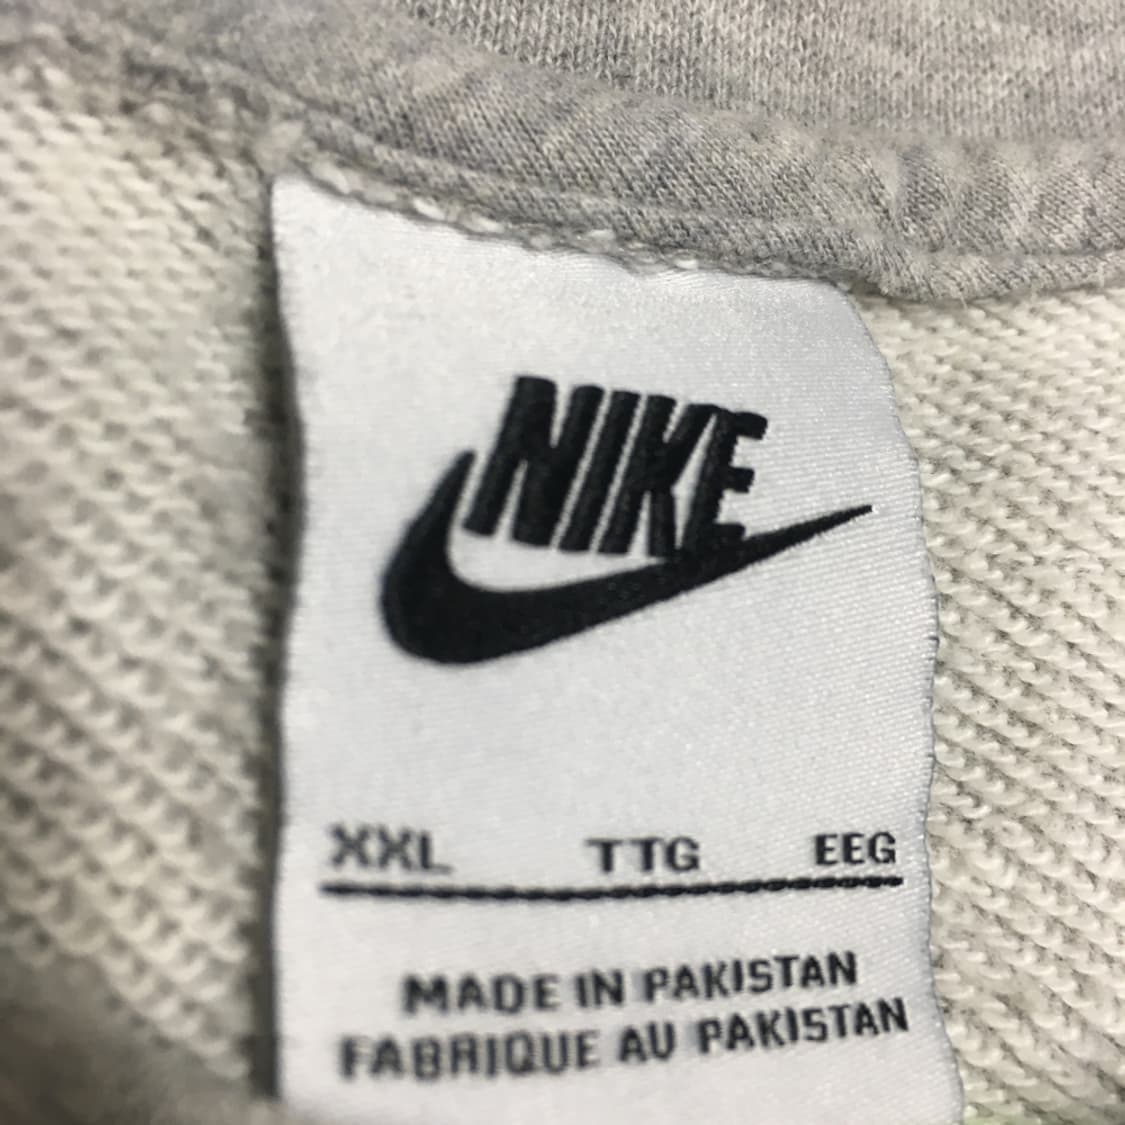 NIKE
XXL TTG EEG
MADE IN PAKISTAN
FABRIQUE AU PAKISTAN